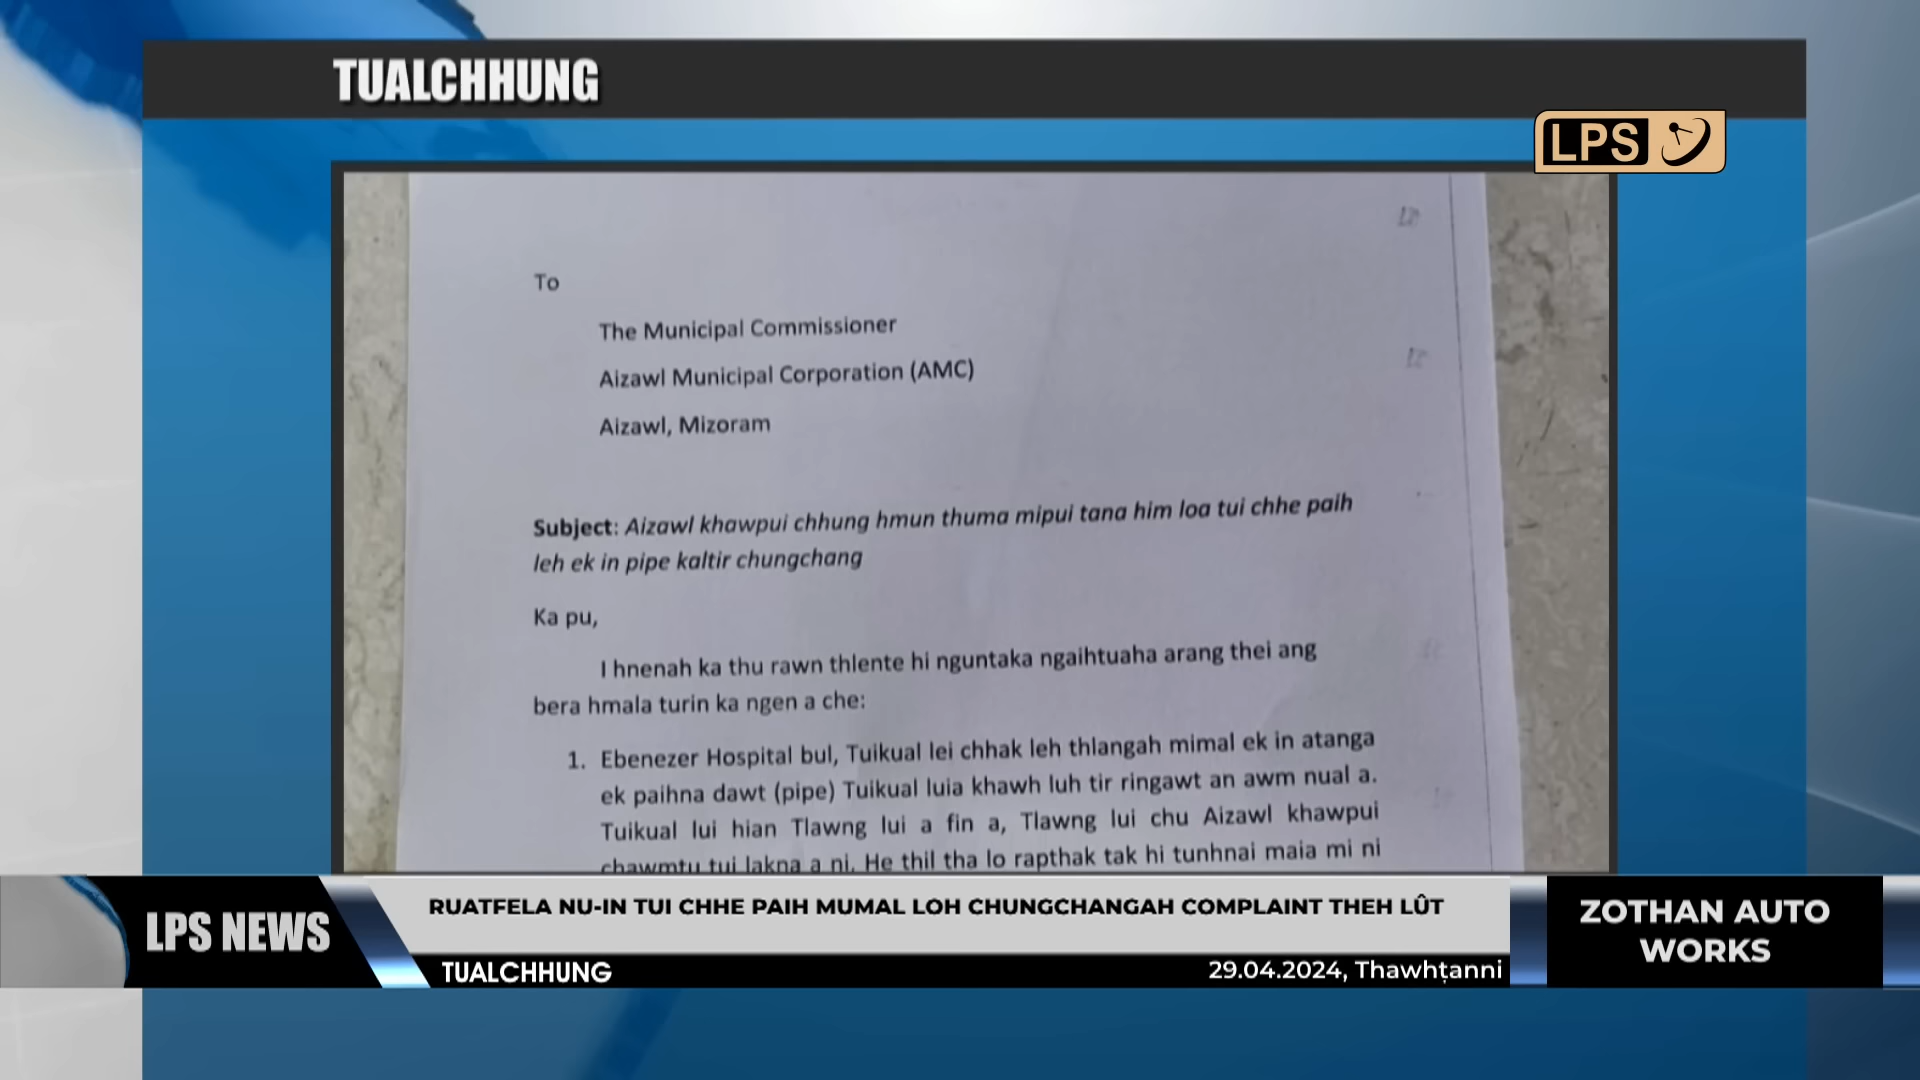 TUALCHHUNG
LPS
To
The Municipal Commissioner
Aizawl Municipal Corporation (AMC)
Aizawl, Mizoram
Subject: Aizawl khawpui chhung hmun thuma mipui tana him loa tui chhe paih
leh ek in pipe kaltir chungchang
Ka pu,
I hnenah ka thu rawn thlente hi nguntaka ngaihtuaha arang thei ang
bera hmala turin ka ngen a che:
1. Ebenezer Hospital bul, Tuikual lei chhak leh thlangah mimal ek in atanga
ek paihna dawt (pipe) Tuikual luia khawh luh tir ringawt an awm nual a.
Tuikual lui hian Tlawng lui a fin a, Tlawng lui chu Aizawl khawpui
chawmtu tui lakna a ni. He thil tha lo rapthak tak hi tunhnai maia mi ni
LPS NEWS
RUATFELA NU-IN TUI CHHE PAIH MUMAL LOH CHUNGCHANGAH COMPLAINT THEH LÛT
TUALCHHUNG
29.04.2024, Thawhṭanni
ZOTHAN AUTO
WORKS